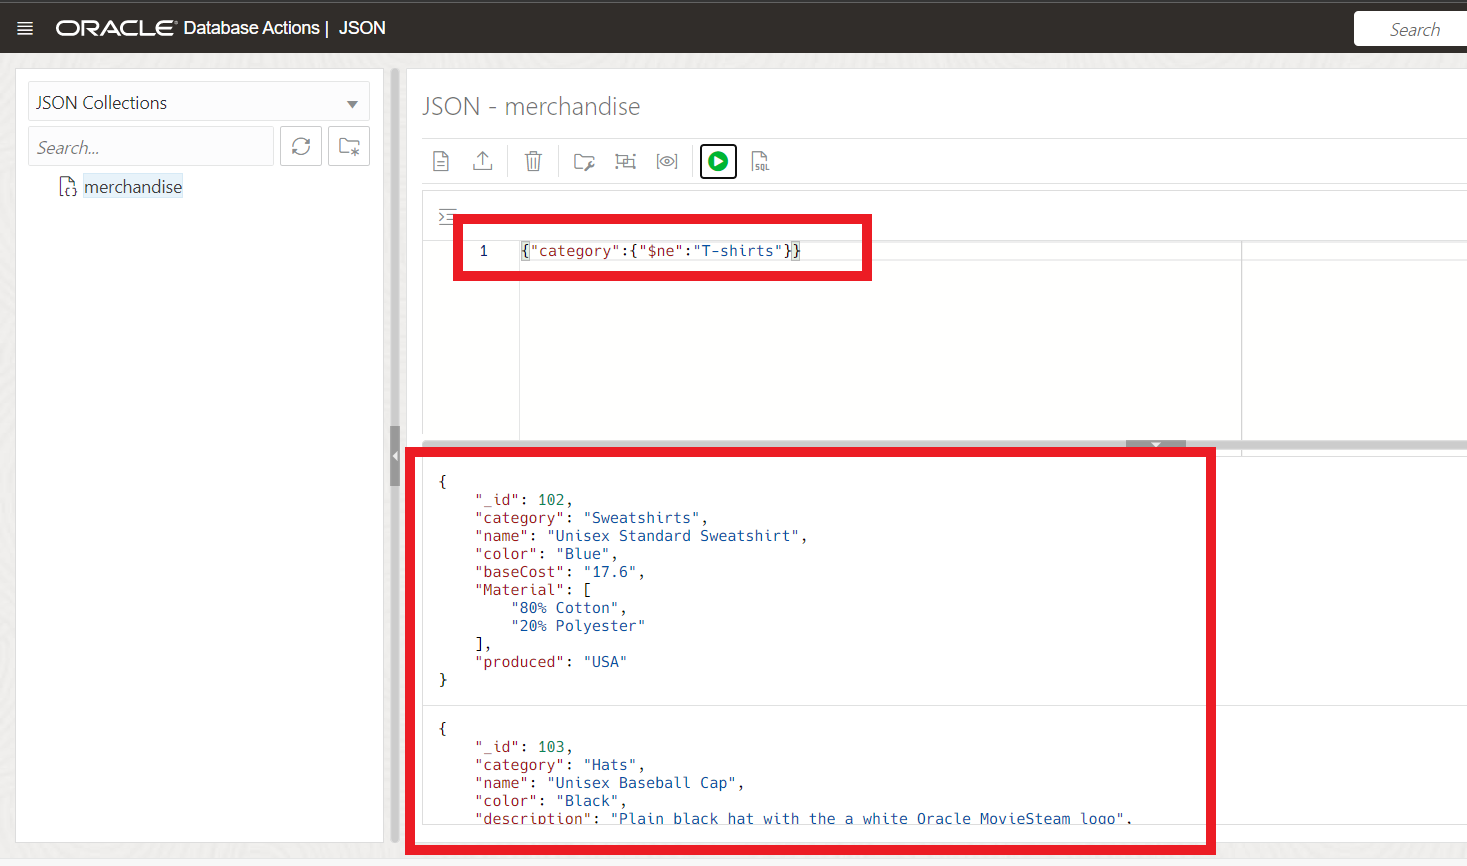 ORACLE® Database Actions | JSON
Search
JSON Collections
Search...
merchandise
JSON - merchandise
SQL
1 {"category":{"$ne":"T-shirts"}}
{
"_id": 102,
"category": "Sweatshirts",
"name": "Unisex Standard Sweatshirt",
"color": "Blue",
"baseCost": "17.6",
"Material": [
"80% Cotton",
"20% Polyester"
],
"produced": "USA"
}
{
"_id": 103,
"category": "Hats",
"name": "Unisex Baseball Cap",
"color": "Black",
"description": "Plain black hat with the a white Oracle MovieSteam logo",